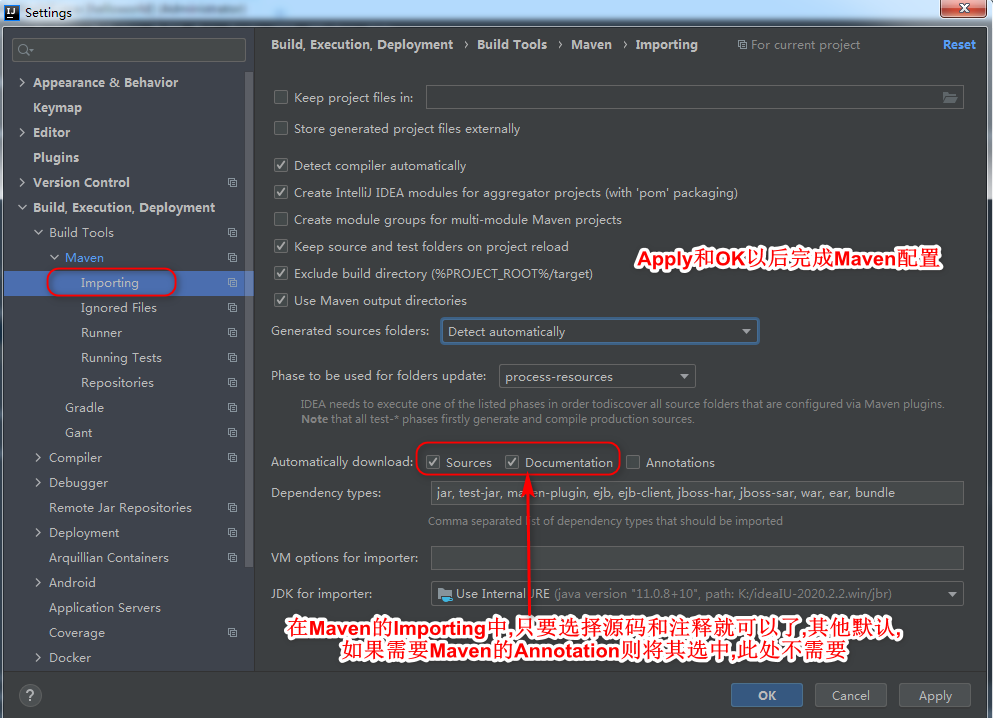 Settings
Build, Execution, Deployment › Build Tools › Maven › Importing For current project Reset
Appearance & Behavior
Keymap
Editor
Plugins
Version Control
Build, Execution, Deployment
Build Tools
Maven
Importing
Ignored Files
Runner
Running Tests
Repositories
Gradle
Gant
Compiler
Debugger
Remote Jar Repositories
Deployment
Arquillian Containers
Android
Application Servers
Coverage
Docker
Keep project files in:
Store generated project files externally
Detect compiler automatically
Create IntelliJ IDEA modules for aggregator projects (with 'pom' packaging)
Create module groups for multi-module Maven projects
Keep source and test folders on project reload
Apply和OK以后完成Maven配置
Exclude build directory (%PROJECT_ROOT%/target)
Use Maven output directories
Generated sources folders: Detect automatically
Phase to be used for folders update: process-resources
IDEA needs to execute one of the listed phases in order todiscover all source folders that are configured via Maven plugins.
Note that all test-* phases firstly generate and compile production sources.
Automatically download: Sources Documentation Annotations
Dependency types: jar, test-jar, maven-plugin, ejb, ejb-client, jboss-har, jboss-sar, war, ear, bundle
Comma separated list of dependency types that should be imported
VM options for importer:
JDK for importer: Use Internal JRE (java version "11.0.8+10", path: K:/ideaIU-2020.2.2.win/jbr)
在Maven的Importing中,只要选择源码和注释就可以了,其他默认,
如果需要Maven的Annotation则将其选中,此处不需要
? OK Cancel Apply